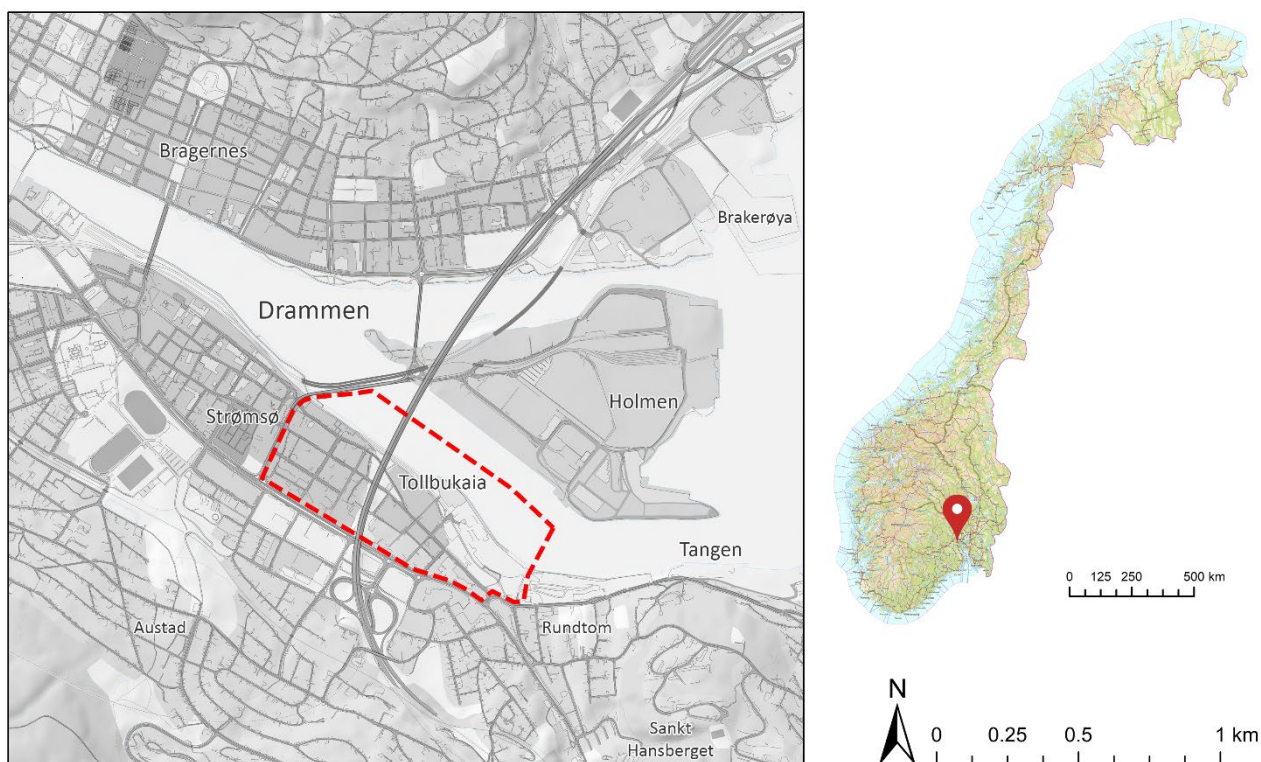 Bragernes
Brakerøya
Drammen
Holmen
Strømsø
Tollbukaia
Tangen
Austad
Rundtom
Sankt
Hansberget
0 125 250 500 km
N
0 0.25 0.5 1 km